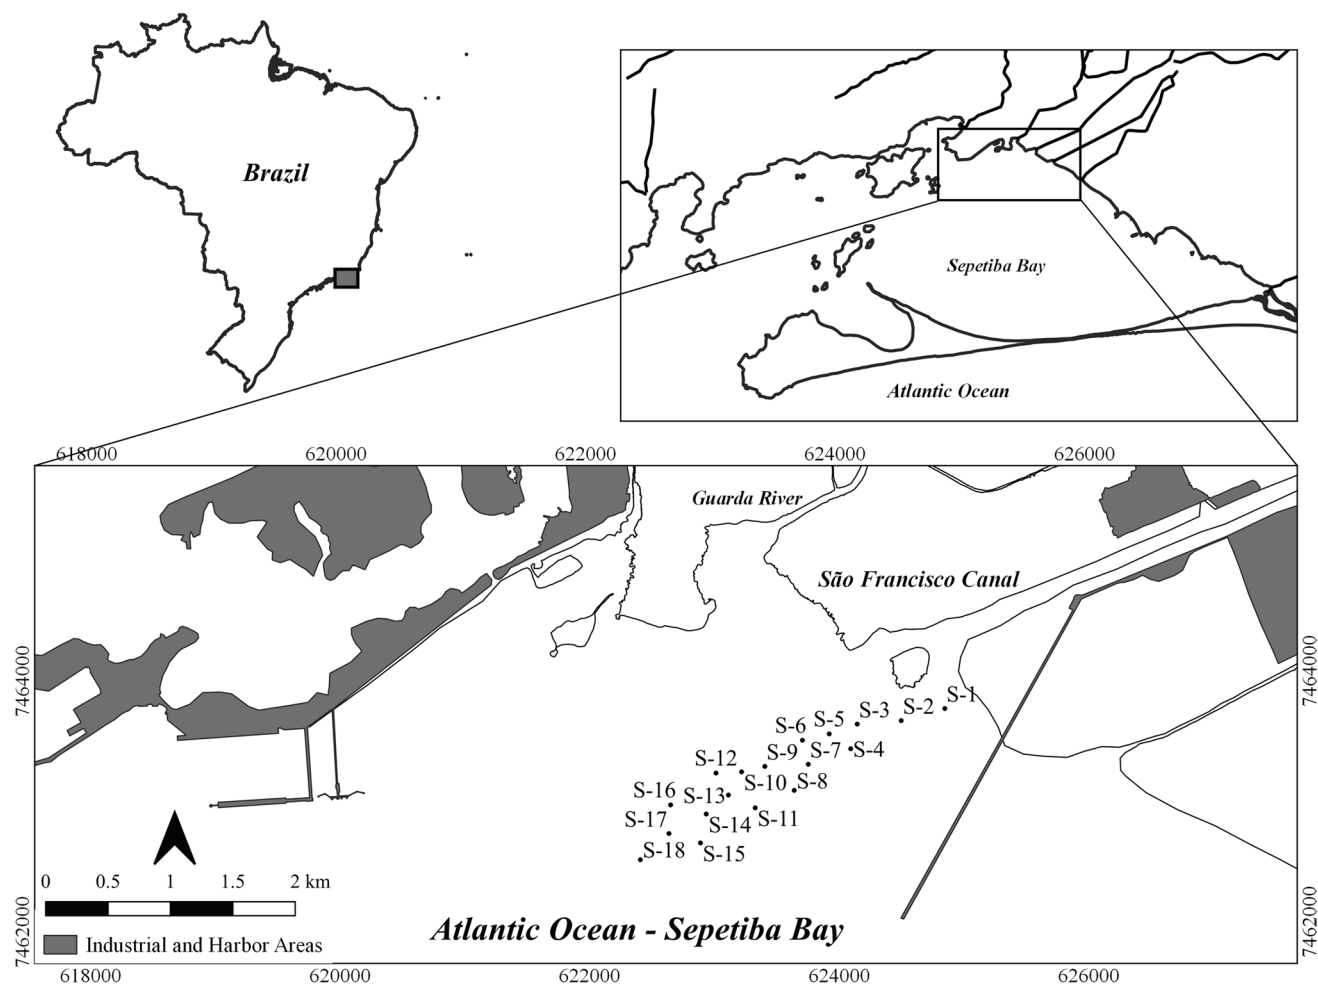 Brazil
Sepetiba Bay
Atlantic Ocean
618000
620000
622000
624000
626000
Guarda River
São Francisco Canal
7464000
7464000
S-1
S-2
S-3
S-5
S-6
S-4
S-7
S-9
S-12
S-10
S-8
S-16
S-13
S-17
S-14
S-11
S-18
S-15
0
0.5
1
1.5
2 km
Industrial and Harbor Areas
Atlantic Ocean - Sepetiba Bay
7462000
7462000
618000
620000
622000
624000
626000